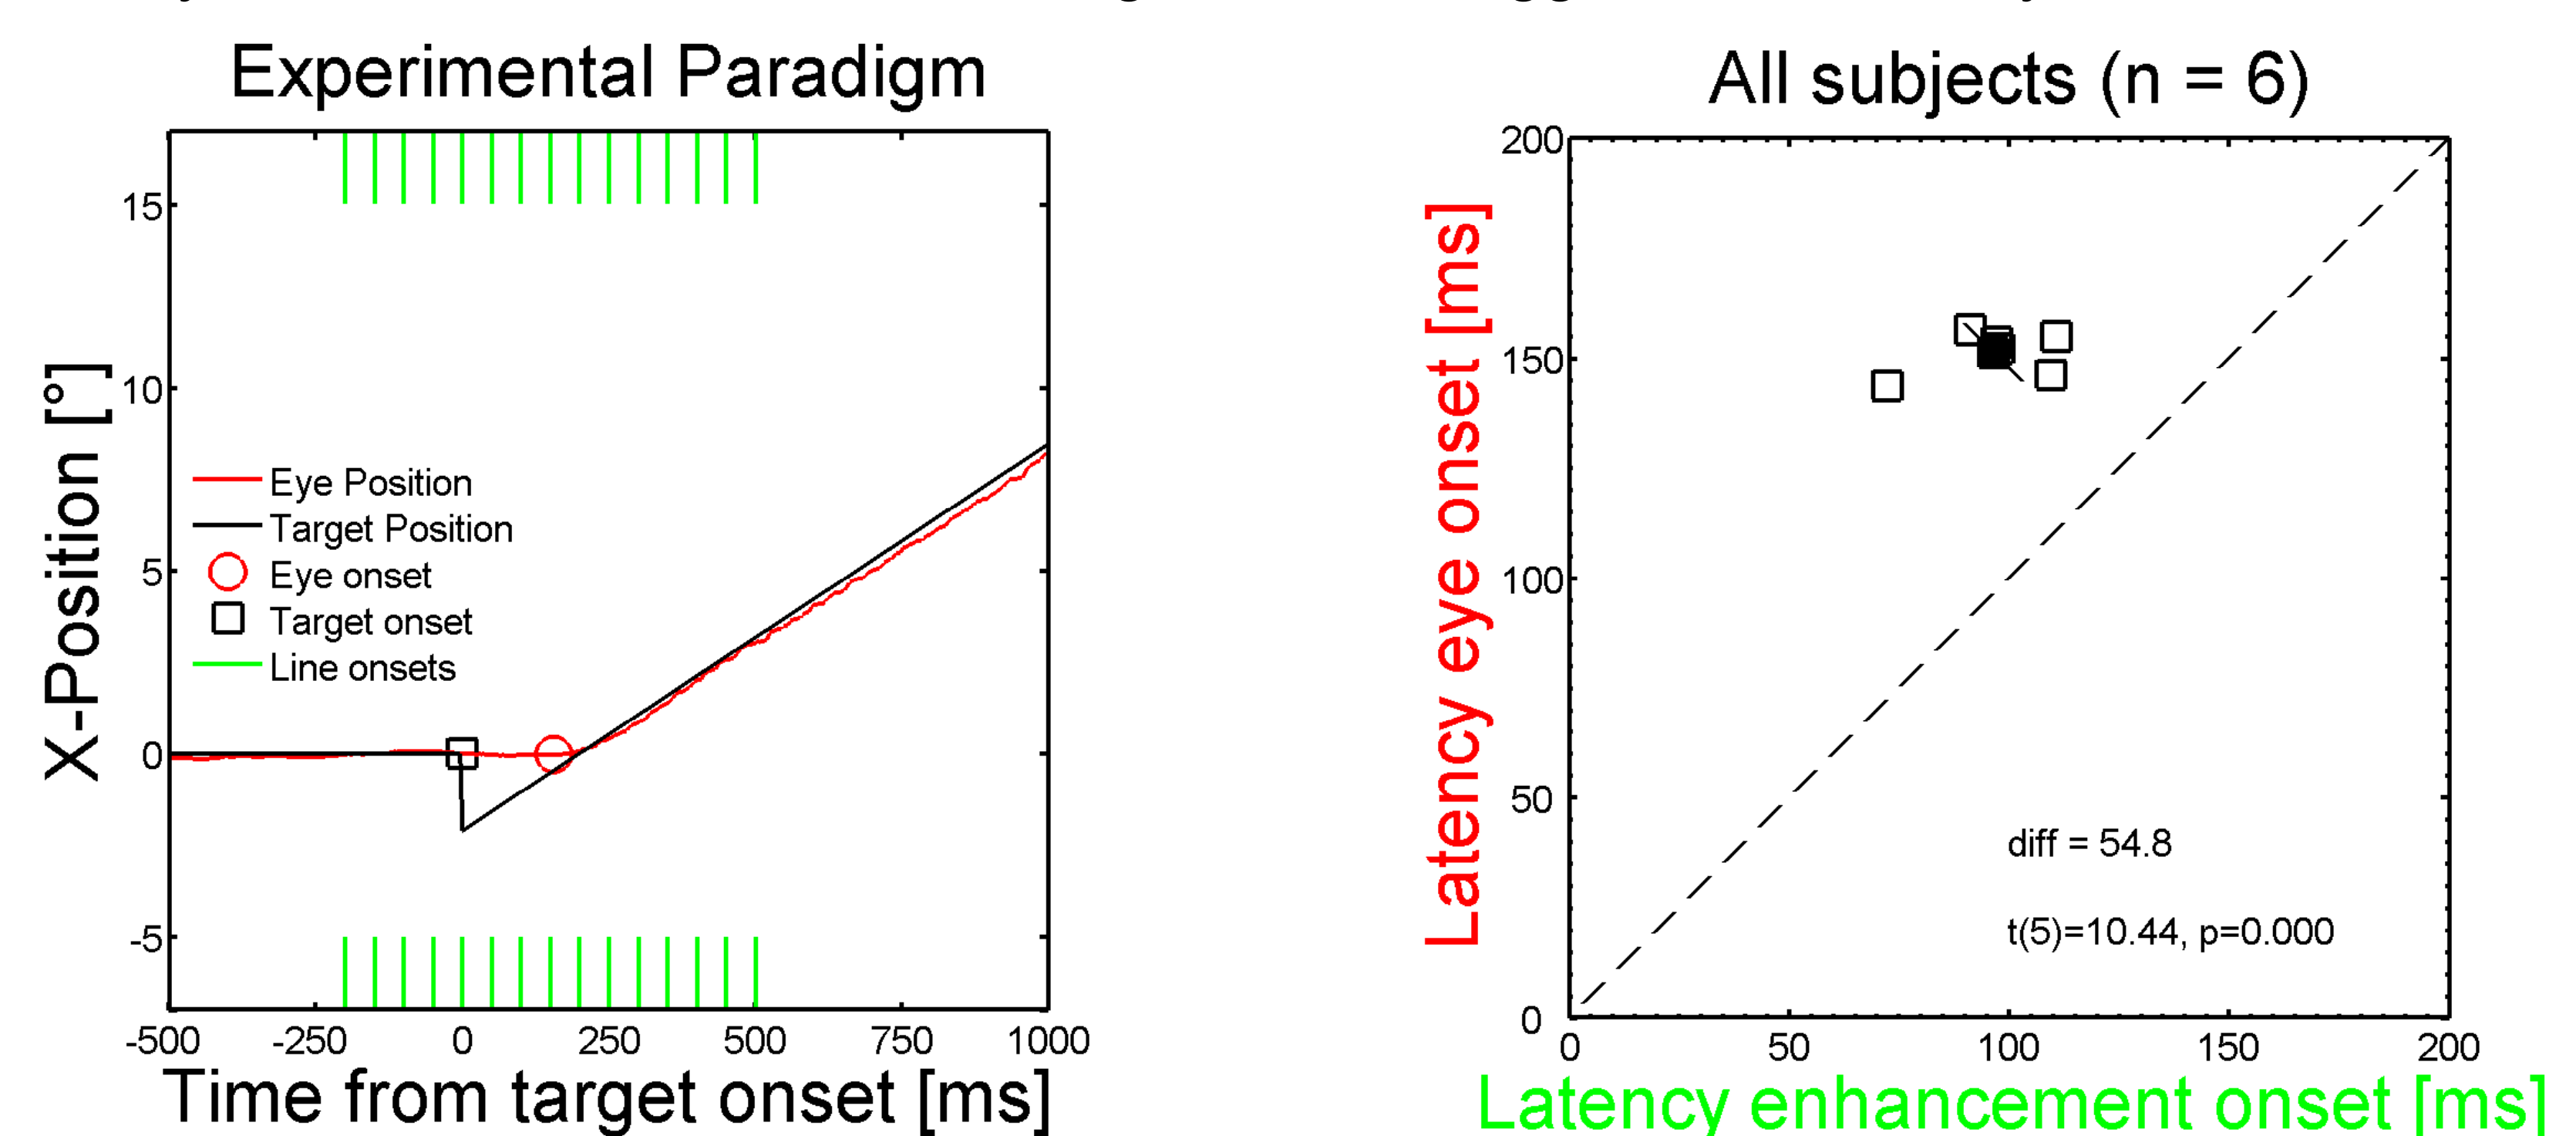 Experimental Paradigm
15
10
5
0
-5
X-Position [°]
Eye Position
Target Position
Eye onset
Target onset
Line onsets
-500 -250 0 250 500 750 1000
Time from target onset [ms]
All subjects (n = 6)
200
150
100
50
0
Latency eye onset [ms]
diff = 54.8
t(5)=10.44, p=0.000
0 50 100 150 200
Latency enhancement onset [ms]